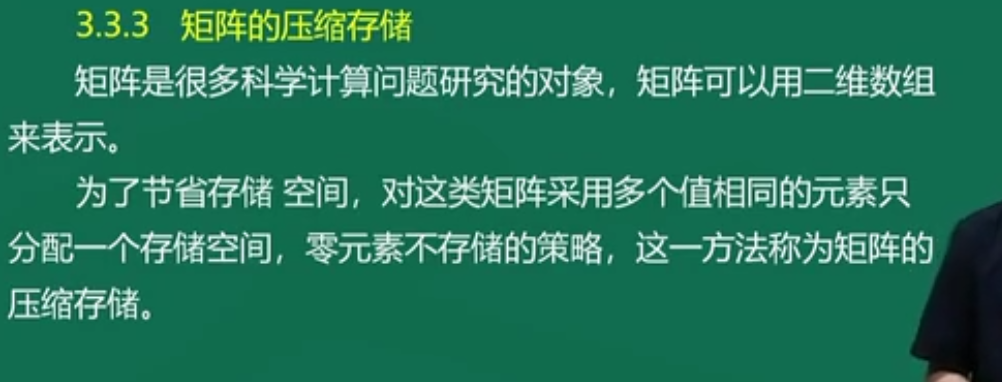 3.3.3 矩阵的压缩存储
矩阵是很多科学计算问题研究的对象，矩阵可以用二维数组
来表示。
为了节省存储 空间，对这类矩阵采用多个值相同的元素只
分配一个存储空间，零元素不存储的策略，这一方法称为矩阵的
压缩存储。